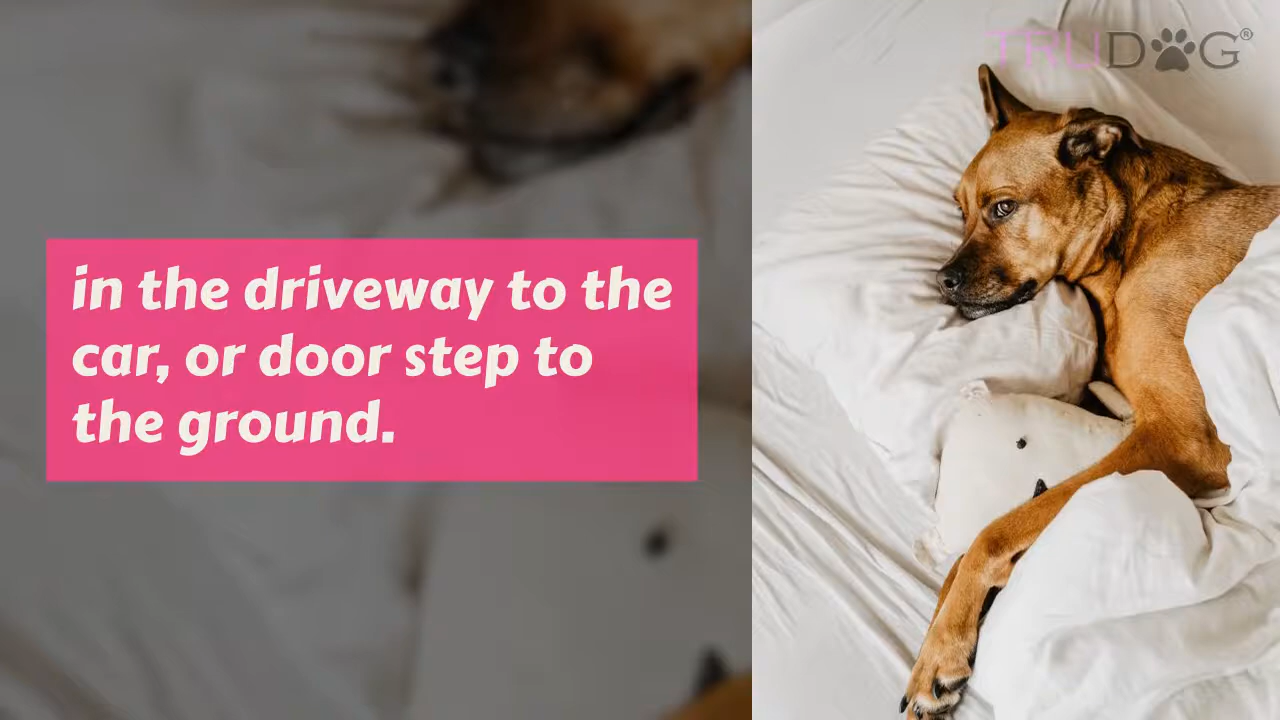 TRUDOG®
in the driveway to the
car, or door step to
the ground.